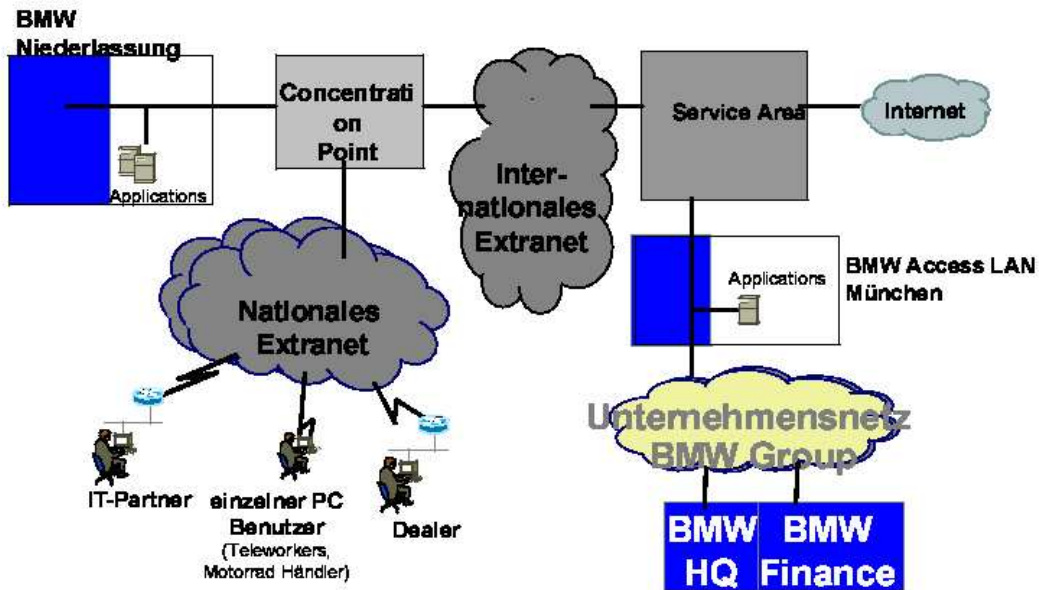 BMW
Niederlassung
Applications
Concentrati
on
Point
Inter-
nationales
Extranet
Service Area
Internet
Applications
BMW Access LAN
München
Nationales
Extranet
IT-Partner
einzelner PC
Benutzer
(Teleworkers,
Motorrad Händler)
Dealer
Unternehmensnetz
BMW Group
BMW
HQ
BMW
Finance